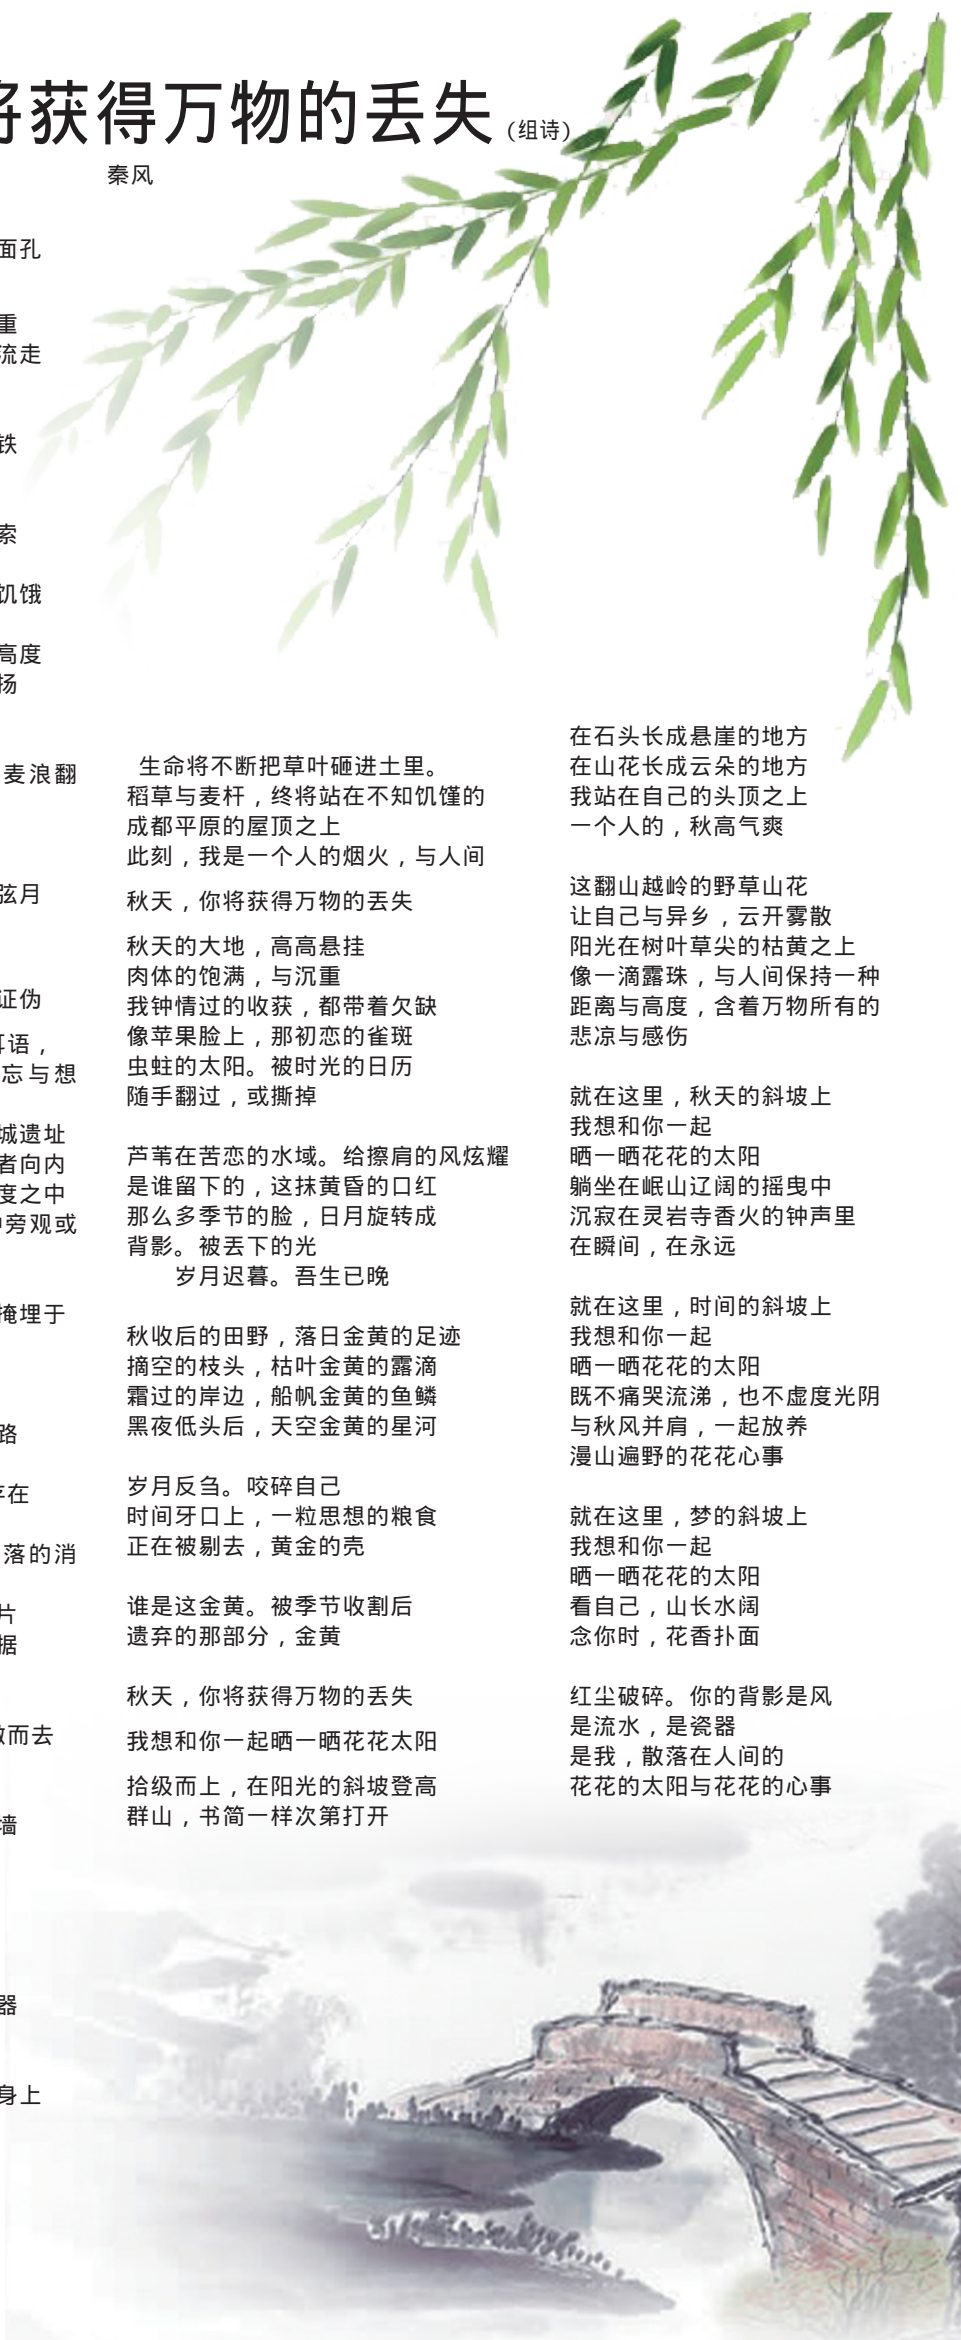 将获得万物的丢失(组诗)
秦风
面孔
重
流走
铁
索
饥饿
高度
扬
麦浪翻
弦月
证伪
耳语，
忘与想
城遗址
者向内
度之中
旁观或
掩埋于
路
存在
落的消
片
据
而去
墙
器
身上
生命将不断把草叶砸进土里。
稻草与麦杆，终将站在不知饥馑的
成都平原的屋顶之上
此刻，我是一个人的烟火，与人间
秋天，你将获得万物的丢失
秋天的大地，高高悬挂
肉体的饱满，与沉重
我钟情过的收获，都带着欠缺
像苹果脸上，那初恋的雀斑
虫蛀的太阳。被时光的日历
随手翻过，或撕掉
芦苇在苦恋的水域。给擦肩的风炫耀
是谁留下的，这抹黄昏的口红
那么多季节的脸，日月旋转成
背影。被丢下的光
岁月迟暮。吾生已晚
秋收后的田野，落日金黄的足迹
摘空的枝头，枯叶金黄的露滴
霜过的岸边，船帆金黄的鱼鳞
黑夜低头后，天空金黄的星河
岁月反刍。咬碎自己
时间牙口上，一粒思想的粮食
正在被剔去，黄金的壳
谁是这金黄。被季节收割后
遗弃的那部分，金黄
秋天，你将获得万物的丢失
我想和你一起晒一晒花花太阳
拾级而上，在阳光的斜坡登高
群山，书简一样次第打开
在石头长成悬崖的地方
在山花长成云朵的地方
我站在自己的头顶之上
一个人的，秋高气爽
这翻山越岭的野草山花
让自己与异乡，云开雾散
阳光在树叶草尖的枯黄之上
像一滴露珠，与人间保持一种
距离与高度，含着万物所有的
悲凉与感伤
就在这里，秋天的斜坡上
我想和你一起
晒一晒花花的太阳
躺坐在岷山辽阔的摇曳中
沉寂在灵岩寺香火的钟声里
在瞬间，在永远
就在这里，时间的斜坡上
我想和你一起
晒一晒花花的太阳
既不痛哭流涕，也不虚度光阴
与秋风并肩，一起放养
漫山遍野的花花心事
就在这里，梦的斜坡上
我想和你一起
晒一晒花花的太阳
看自己，山长水阔
念你时，花香扑面
红尘破碎。你的背影是风
是流水，是瓷器
是我，散落在人间的
花花的太阳与花花的心事